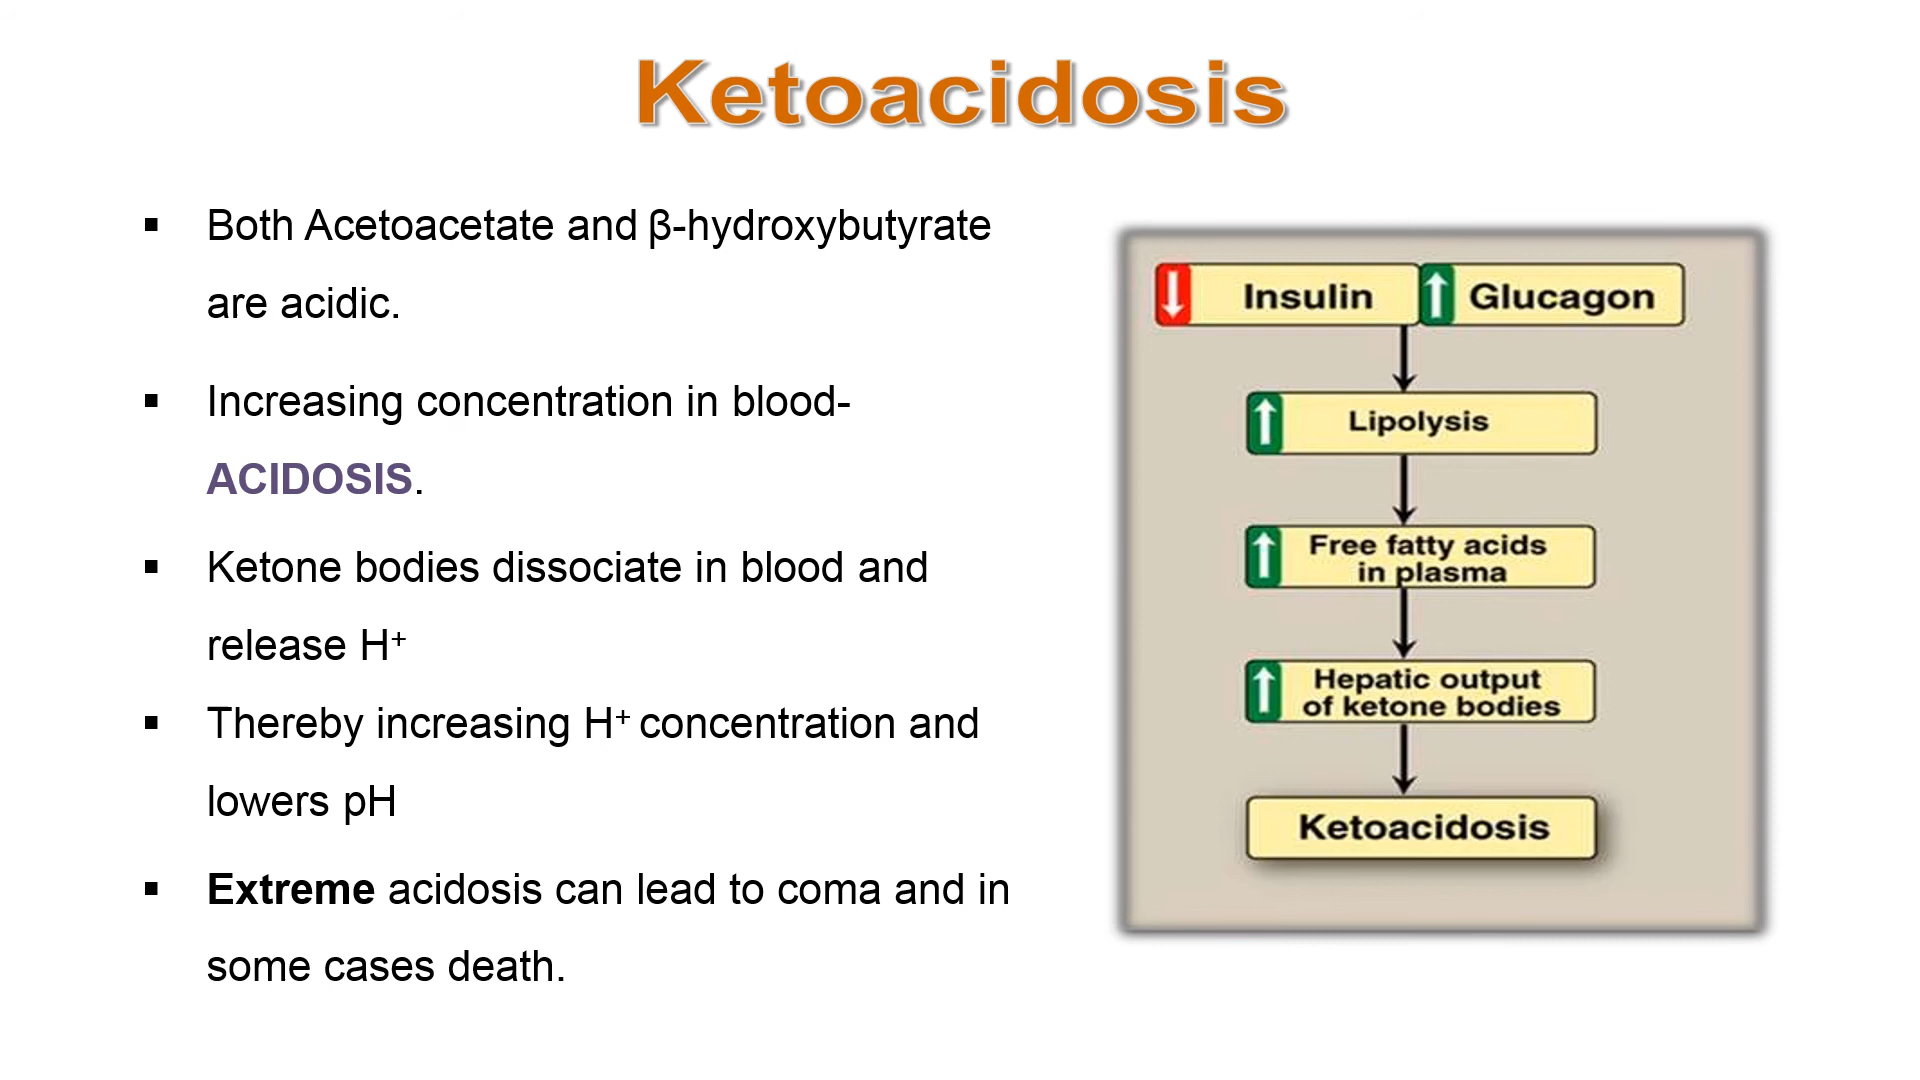 Ketoacidosis
▪ Both Acetoacetate and β-hydroxybutyrate
are acidic.
▪ Increasing concentration in blood-
ACIDOSIS.
▪ Ketone bodies dissociate in blood and
release H⁺
▪ Thereby increasing H⁺ concentration and
lowers pH
▪ Extreme acidosis can lead to coma and in
some cases death.
↓ Insulin ↑ Glucagon
↑ Lipolysis
↑ Free fatty acids
in plasma
↑ Hepatic output
of ketone bodies
Ketoacidosis